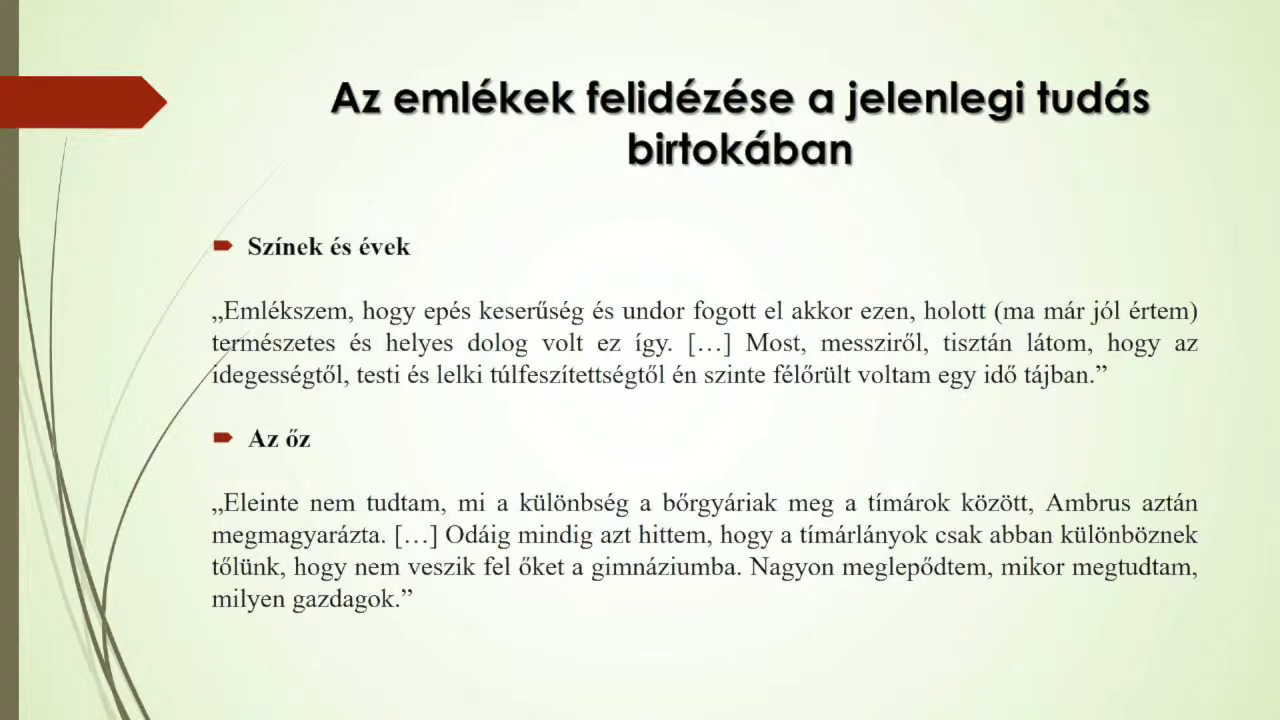 Az emlékek felidézése a jelenlegi tudás
birtokában
Színek és évek
„Emlékszem, hogy epés keserűség és undor fogott el akkor ezen, holott (ma már jól értem)
természetes és helyes dolog volt ez így. […] Most, messziről, tisztán látom, hogy az
idegességtől, testi és lelki túlfeszítettségtől én szinte félőrült voltam egy idő tájban.”
Az őz
„Eleinte nem tudtam, mi a különbség a bőrgyáriak meg a tímárok között, Ambrus aztán
megmagyarázta. […] Odáig mindig azt hittem, hogy a tímárlányok csak abban különböznek
tőlünk, hogy nem veszik fel őket a gimnáziumba. Nagyon meglepődtem, mikor megtudtam,
milyen gazdagok.”